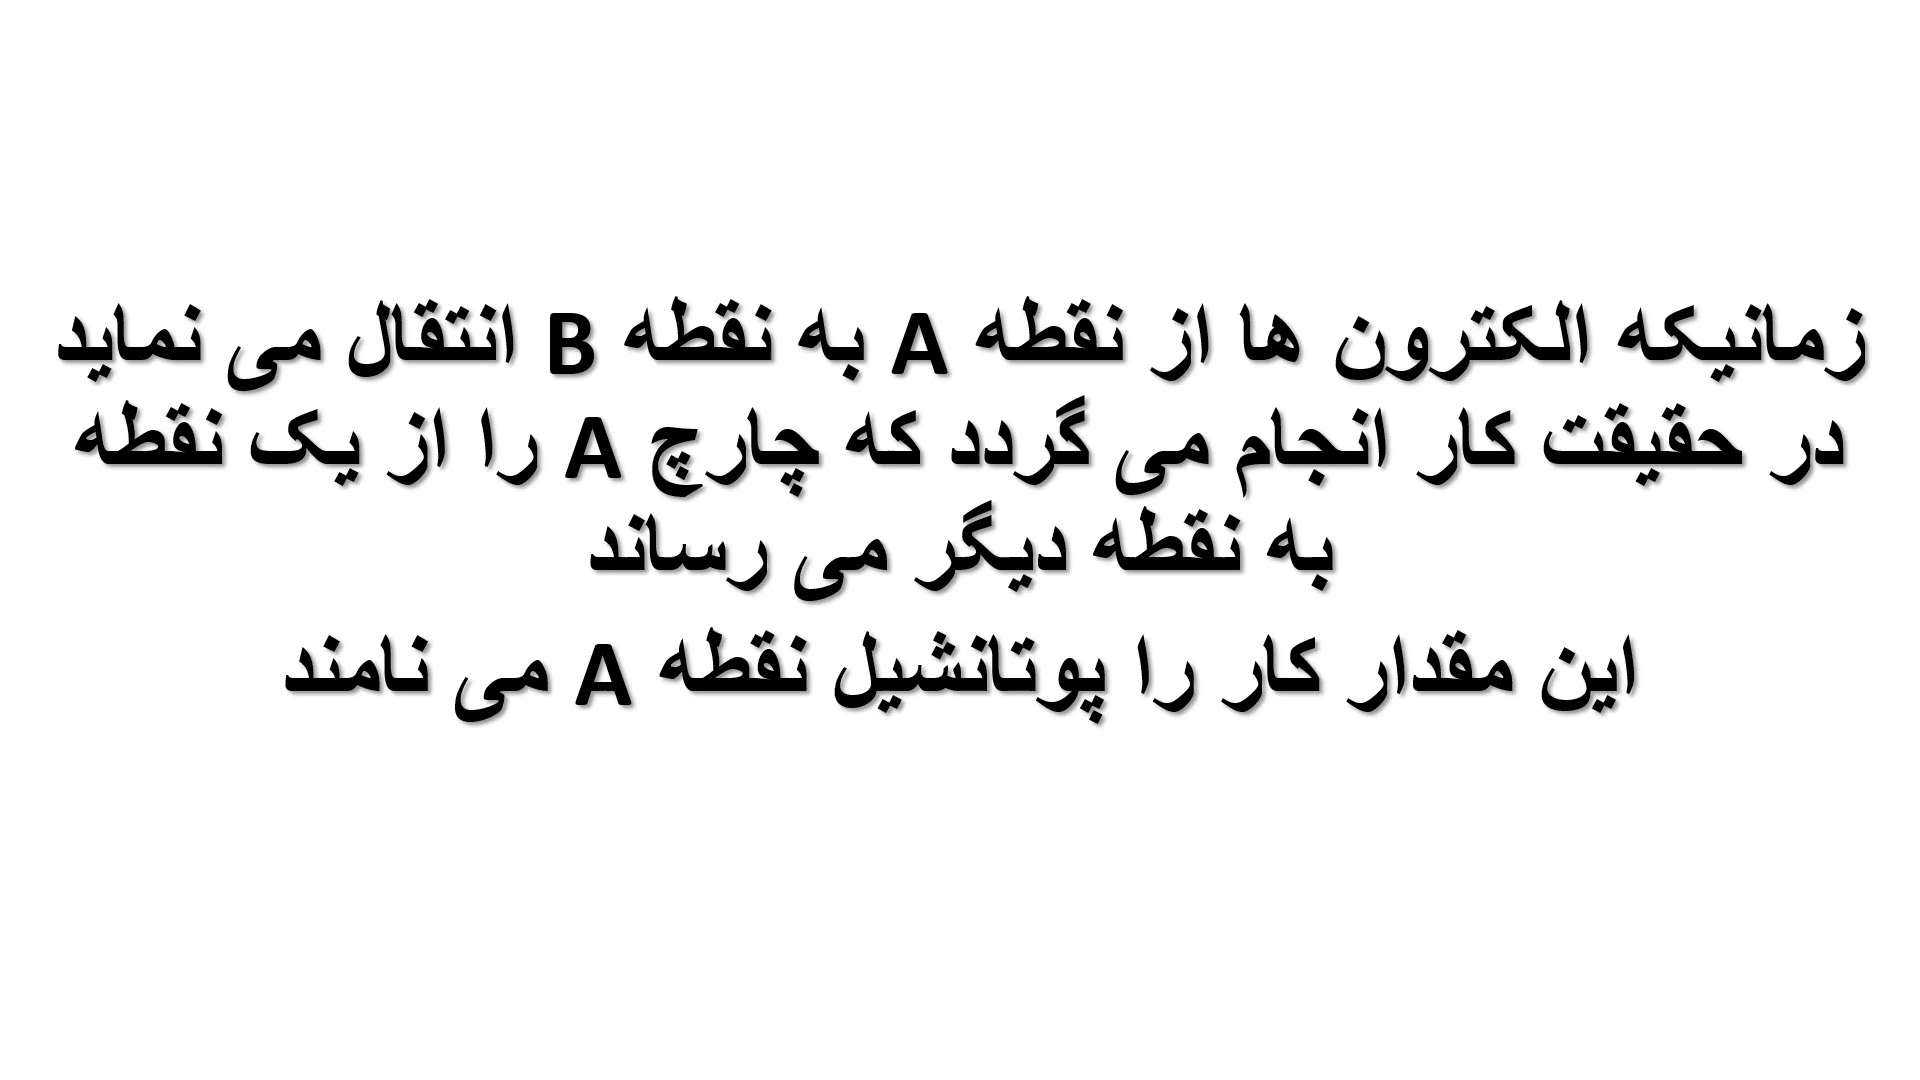 زمانیکه الکترون ها از نقطه A به نقطه B انتقال می نماید
در حقیقت کار انجام می گردد که چارچ A را از یک نقطه
به نقطه دیگر می رساند
این مقدار کار را پوتانشیل نقطه A می نامند